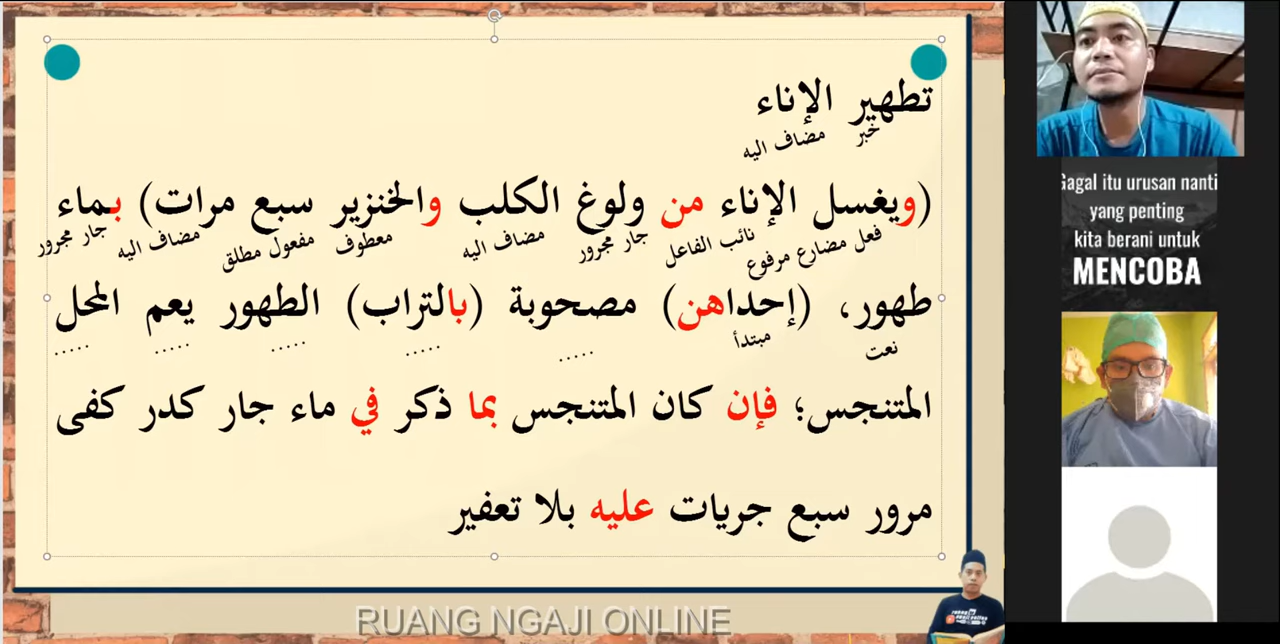 تطهير الإناء
خبر مضاف اليه
(ويغسل الإناء من ولوغ الكلب والخنزير سبع مرات) بماء
فعل مضارع مرفوع نائب الفاعل جار مجرور مضاف اليه معطوف مفعول مطلق مضاف اليه جار مجرور
طهور، (إحداهن) مصحوبة (بالتراب) الطهور يعم المحل
نعت مبتدأ ..... ..... ..... ..... .....
المتنجس؛ فإن كان المتنجس بما ذكر في ماء جار كدر كفى
مرور سبع جريات عليه بلا تعفير
RUANG NGAJI ONLINE
Gagal itu urusan nanti
yang penting
kita berani untuk
MENCOBA